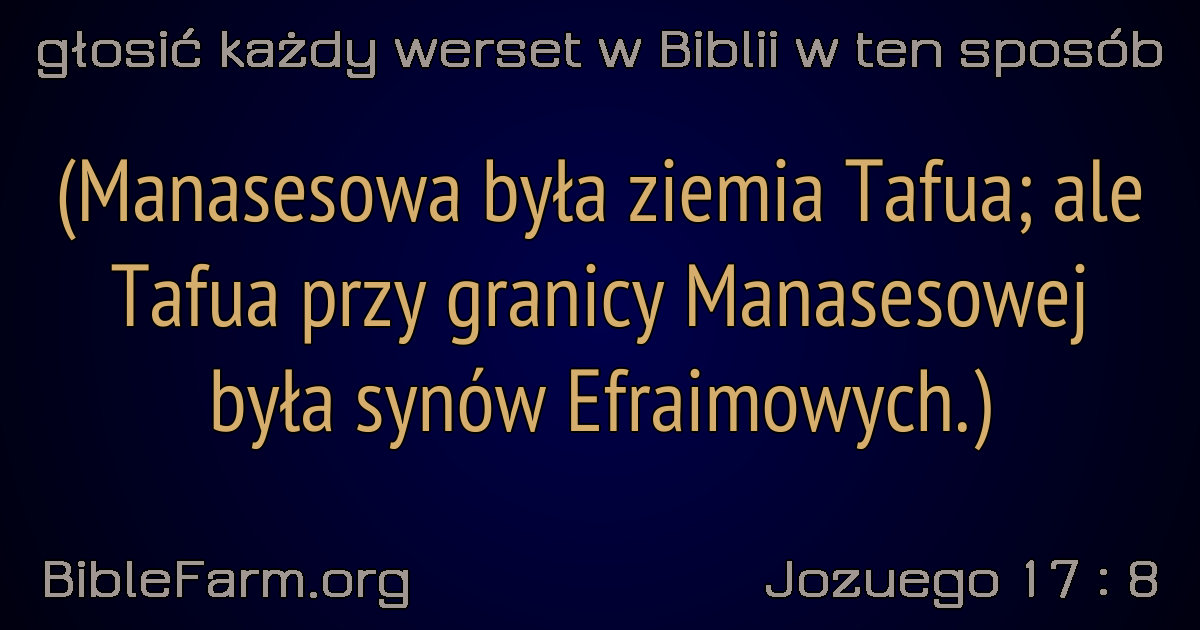 głosić każdy werset w Biblii w ten sposób
(Manasesowa była ziemia Tafua; ale
Tafua przy granicy Manasesowej
była synów Efraimowych.)
BibleFarm.org
Jozuego 17 : 8